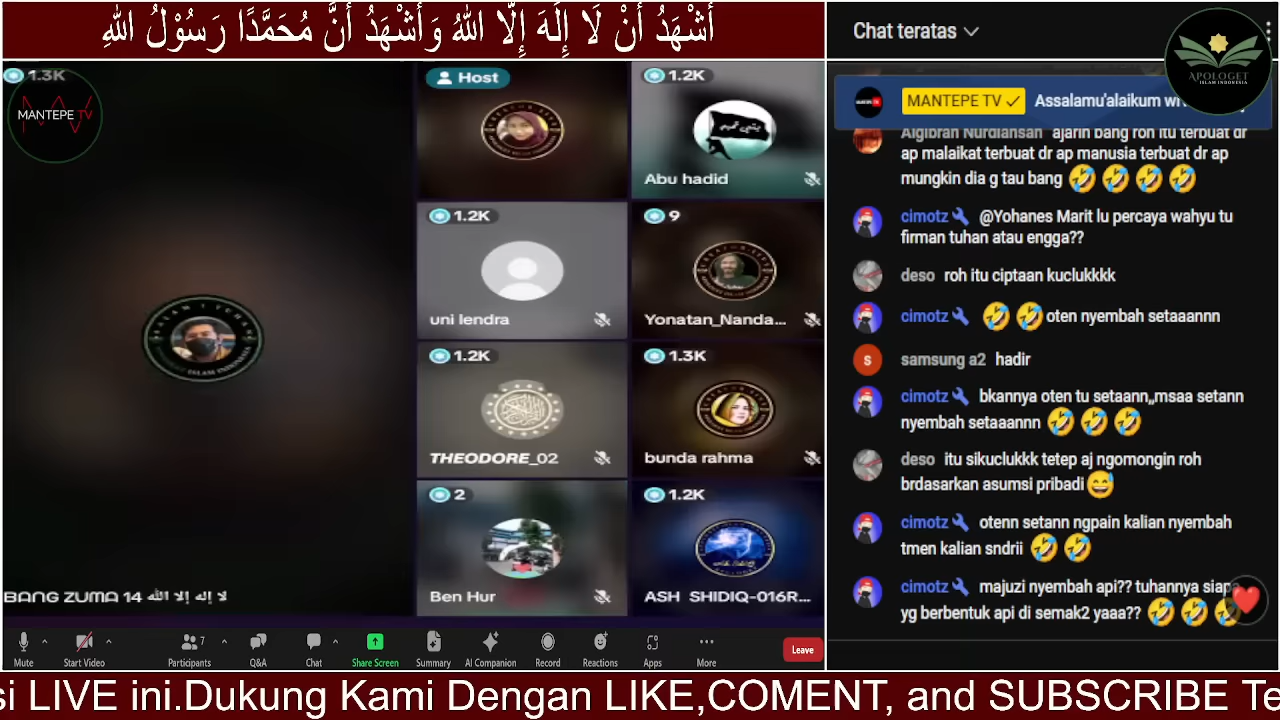 أَشْهَدُ أَنْ لَا إِلَهَ إِلَّا اللهُ وَأَشْهَدُ أَنَّ مُحَمَّدًا رَسُوْلُ اللهِ
1.3K
MANTEPE TV
Host
1.2K
Abu hadid
1.2K
uni lendra
9
Yonatan_Nanda...
1.2K
THEODORE_02
1.3K
bunda rahma
2
Ben Hur
1.2K
ASH SHIDIQ-016R...
BANG ZUMA 14 لا إله إلا الله
Mute
Start Video
Participants
7
Q&A
Chat
Share Screen
Summary
AI Companion
Record
Reactions
Apps
More
Leave
Chat teratas
APOLOGET
ISLAM INDONESIA
MANTEPE TV Assalamu'alaikum wr
Algibran Nurdiansah ajarin bang roh itu terbuat dr
ap malaikat terbuat dr ap manusia terbuat dr ap
mungkin dia g tau bang 🤣 🤣 🤣 🤣
cimotz @Yohanes Marit lu percaya wahyu tu
firman tuhan atau engga??
deso roh itu ciptaan kuclukkkk
cimotz 🤣 🤣 oten nyembah setaaannn
s
samsung a2 hadir
cimotz bkannya oten tu setaann,,msaa setann
nyembah setaaannn 🤣 🤣 🤣
deso itu sikuclukkk tetep aj ngomongin roh
brdasarkan asumsi pribadi 😅
cimotz otenn setann ngpain kalian nyembah
tmen kalian sndrii 🤣 🤣
cimotz majuzi nyembah api?? tuhannya siapa
yg berbentuk api di semak2 yaaa?? 🤣 🤣 🤣
si LIVE ini.Dukung Kami Dengan LIKE,COMENT, and SUBSCRIBE Te